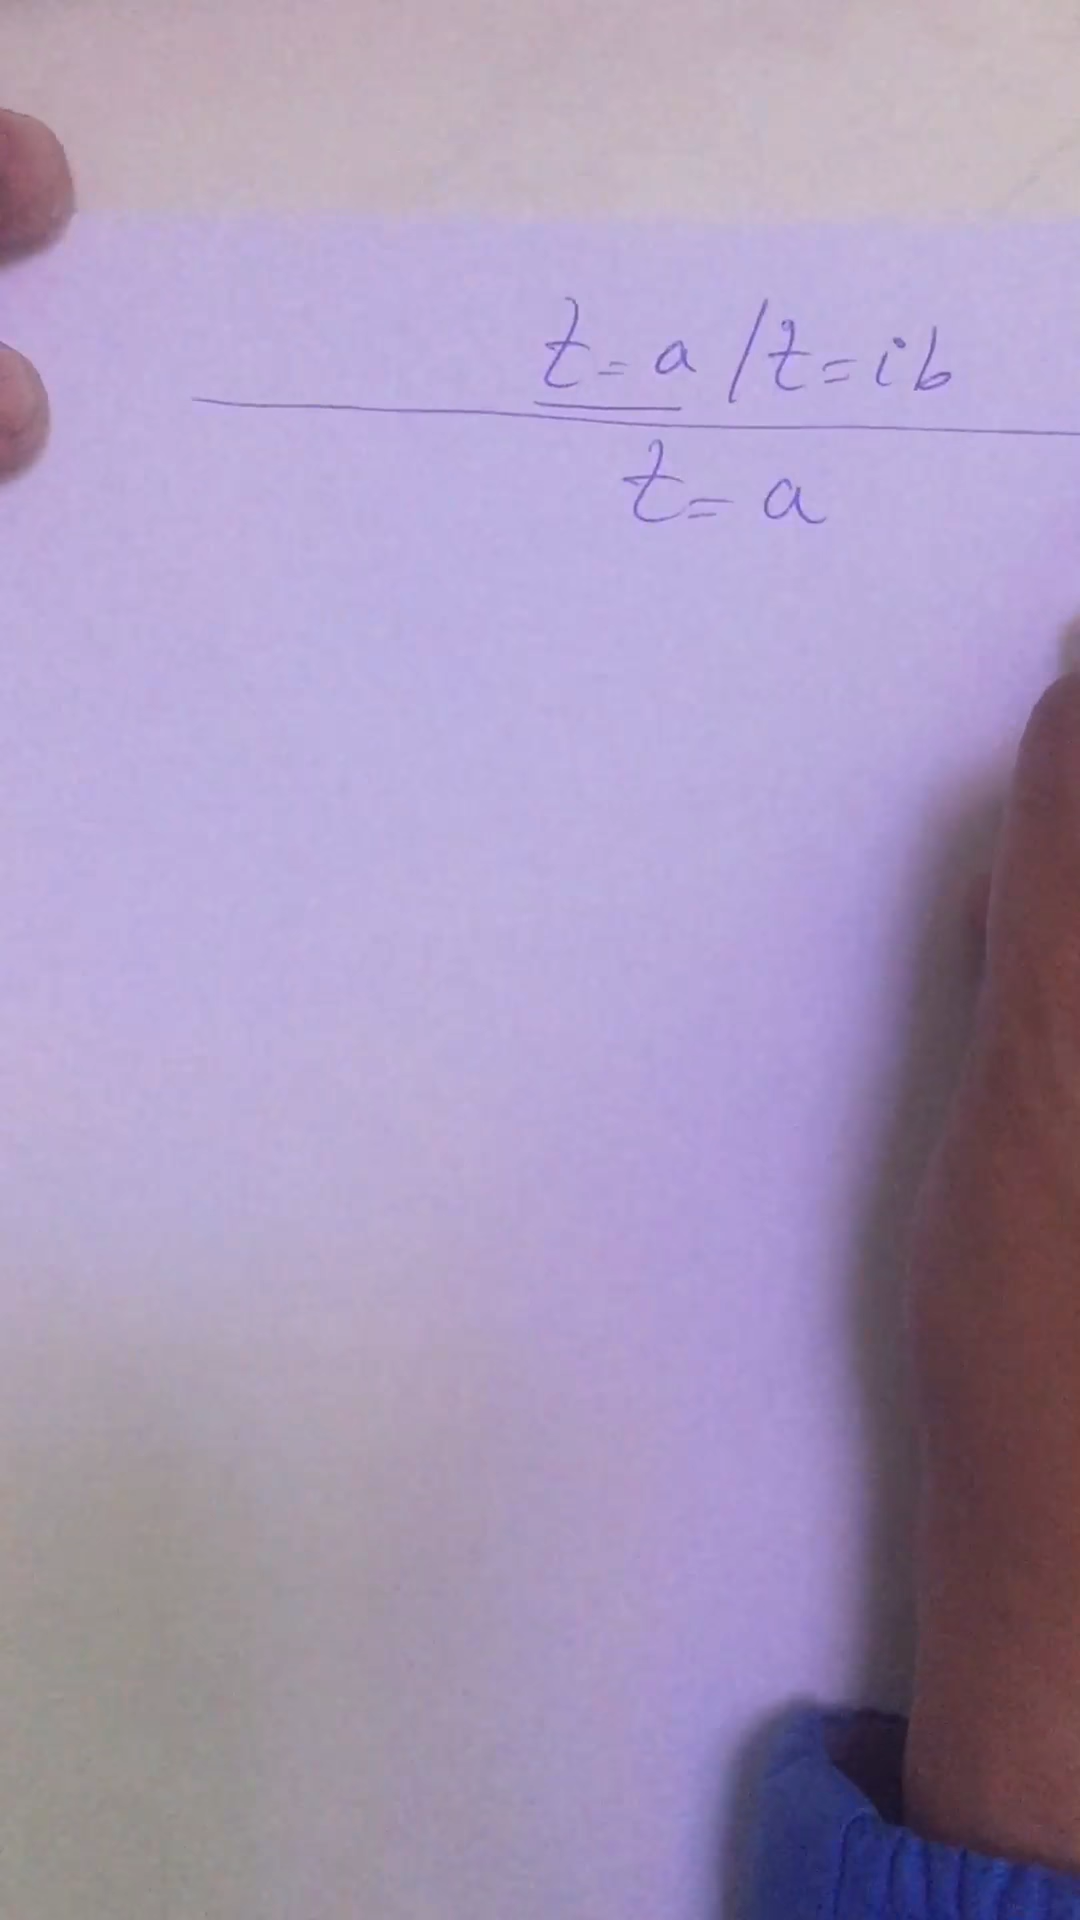 z = a / z = ib
z = a